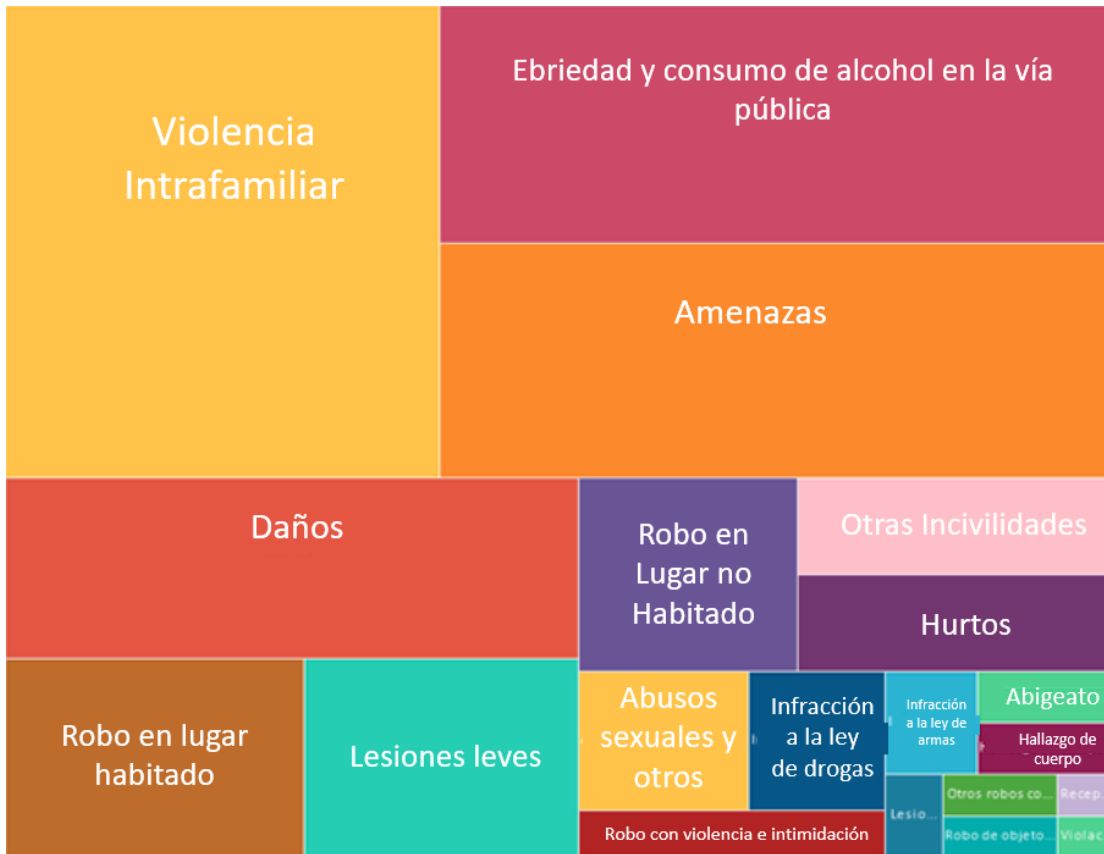 Violencia
Intrafamiliar
Ebriedad y consumo de alcohol en la vía
pública
Amenazas
Daños
Robo en
Lugar no
Habitado
Otras Incivilidades
Hurtos
Robo en lugar
habitado
Lesiones leves
Abusos
sexuales y
otros
Infracción
a la ley
de drogas
Infracción
a la ley de
armas
Abigeato
Hallazgo de
cuerpo
Robo con violencia e intimidación
Lesio...
Otros robos co...
Recep...
Robo de objeto...
Violac...